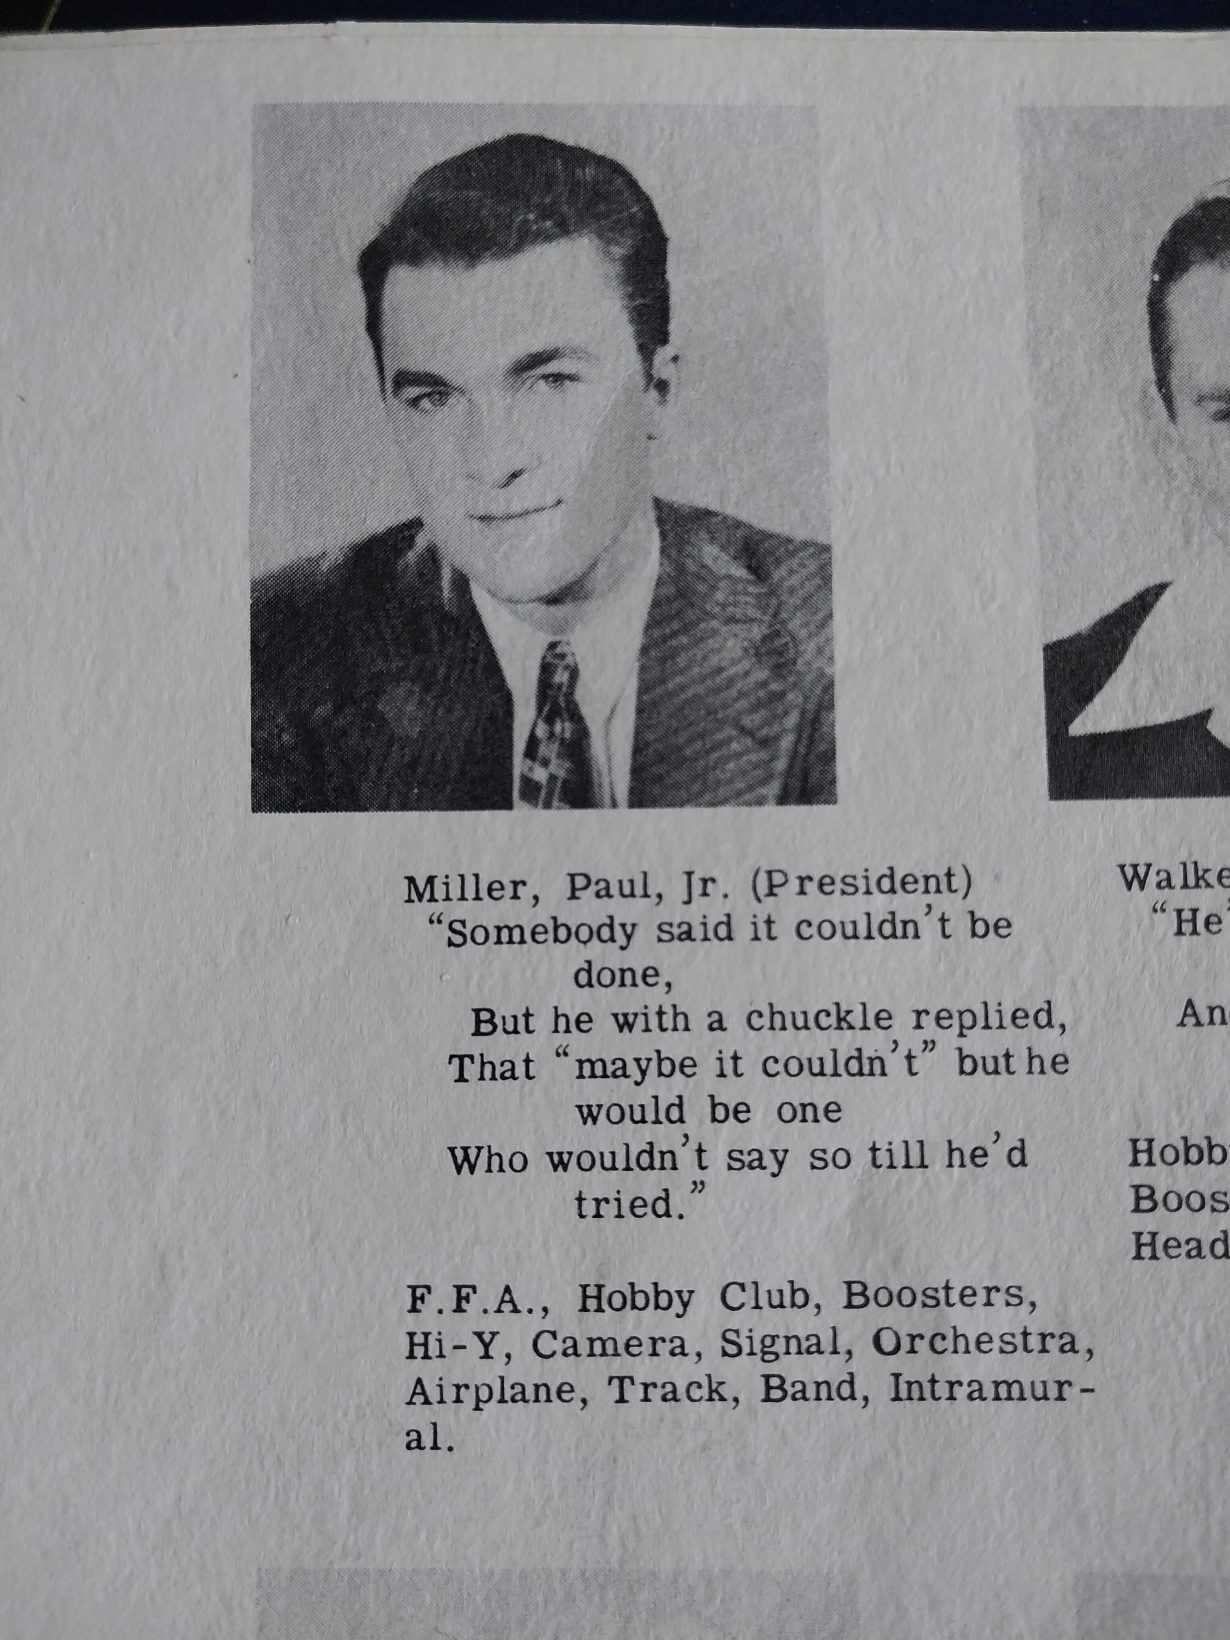 Miller, Paul, Jr. (President)
“Somebody said it couldn’t be
done,
But he with a chuckle replied,
That “maybe it couldn’t” but he
would be one
Who wouldn’t say so till he’d
tried.”
F.F.A., Hobby Club, Boosters,
Hi-Y, Camera, Signal, Orchestra,
Airplane, Track, Band, Intramur-
al.
“He’
Head